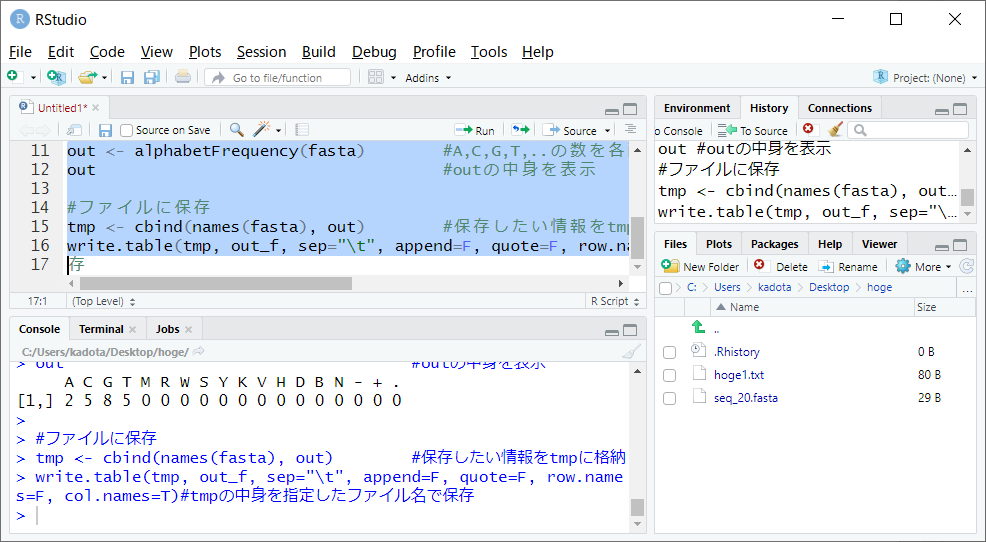 RStudio
File Edit Code View Plots Session Build Debug Profile Tools Help
Go to file/function Addins Project: (None)
Untitled1*
Source on Save Run Source
11 out <- alphabetFrequency(fasta) #A,C,G,T,..の数を各
12 out #outの中身を表示
13
14 #ファイルに保存
15 tmp <- cbind(names(fasta), out) #保存したい情報をtmp
16 write.table(tmp, out_f, sep="\t", append=F, quote=F, row.na
17 存
17:1 (Top Level) R Script
Console Terminal Jobs
C:/Users/kadota/Desktop/hoge/
> out #outの中身を表示
A C G T M R W S Y K V H D B N - + .
[1,] 2 5 8 5 0 0 0 0 0 0 0 0 0 0 0 0 0 0
>
> #ファイルに保存
> tmp <- cbind(names(fasta), out) #保存したい情報をtmpに格納
> write.table(tmp, out_f, sep="\t", append=F, quote=F, row.name
s=F, col.names=T)#tmpの中身を指定したファイル名で保存
>
Environment History Connections
o Console To Source
out #outの中身を表示
#ファイルに保存
tmp <- cbind(names(fasta), out…
write.table(tmp, out_f, sep="\…
Files Plots Packages Help Viewer
New Folder Delete Rename More
C: Users kadota Desktop hoge ...
Name Size
..
.Rhistory 0 B
hoge1.txt 80 B
seq_20.fasta 29 B